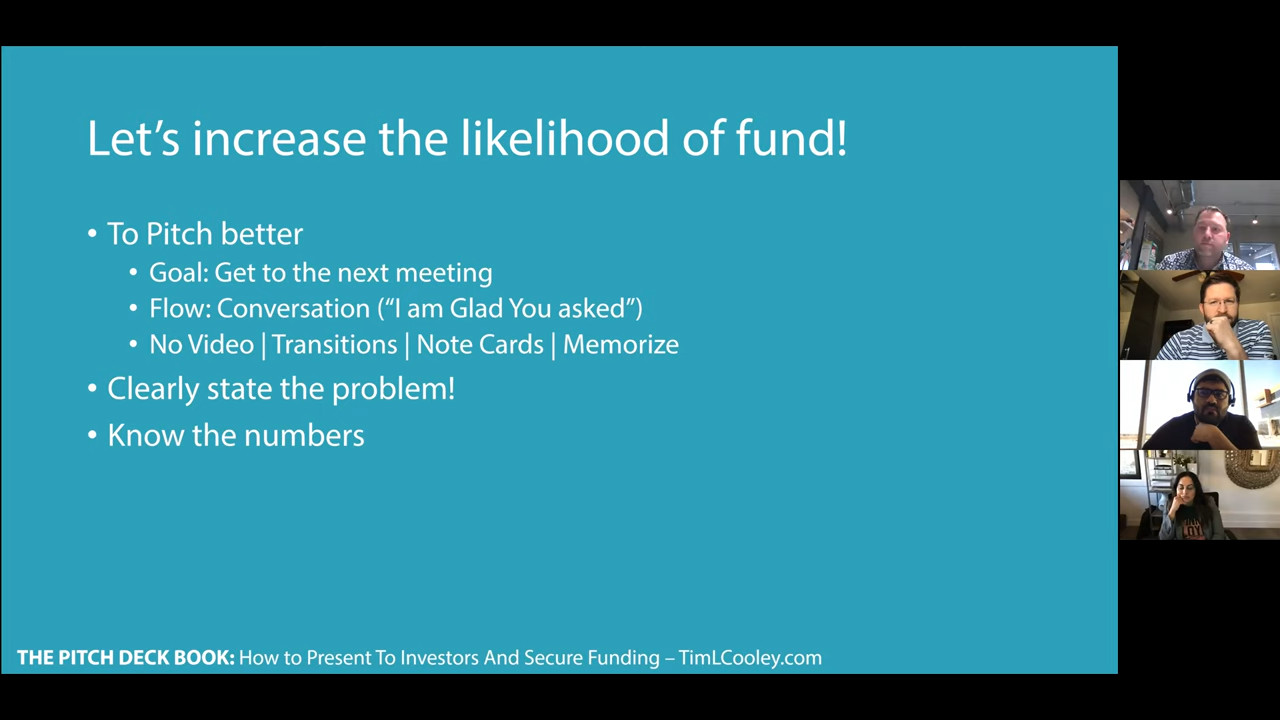 Let’s increase the likelihood of fund!
• To Pitch better
• Goal: Get to the next meeting
• Flow: Conversation (“I am Glad You asked”)
• No Video | Transitions | Note Cards | Memorize
• Clearly state the problem!
• Know the numbers
THE PITCH DECK BOOK: How to Present To Investors And Secure Funding – TimLCooley.com